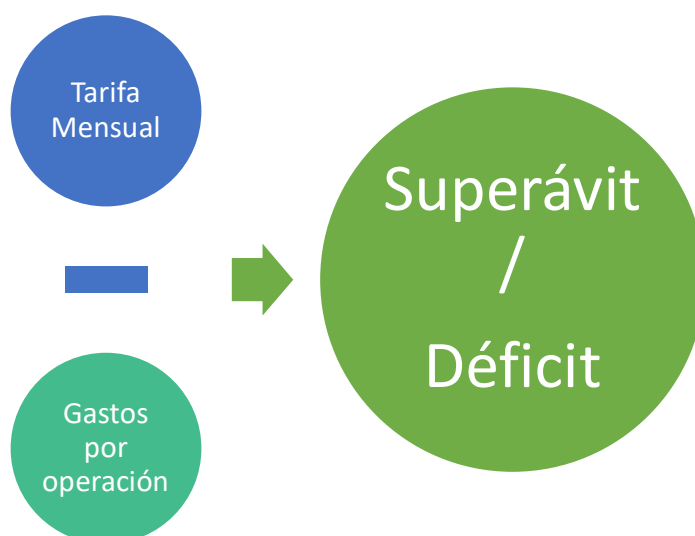 Tarifa
Mensual
Gastos
por
operación
Superávit
/
Déficit